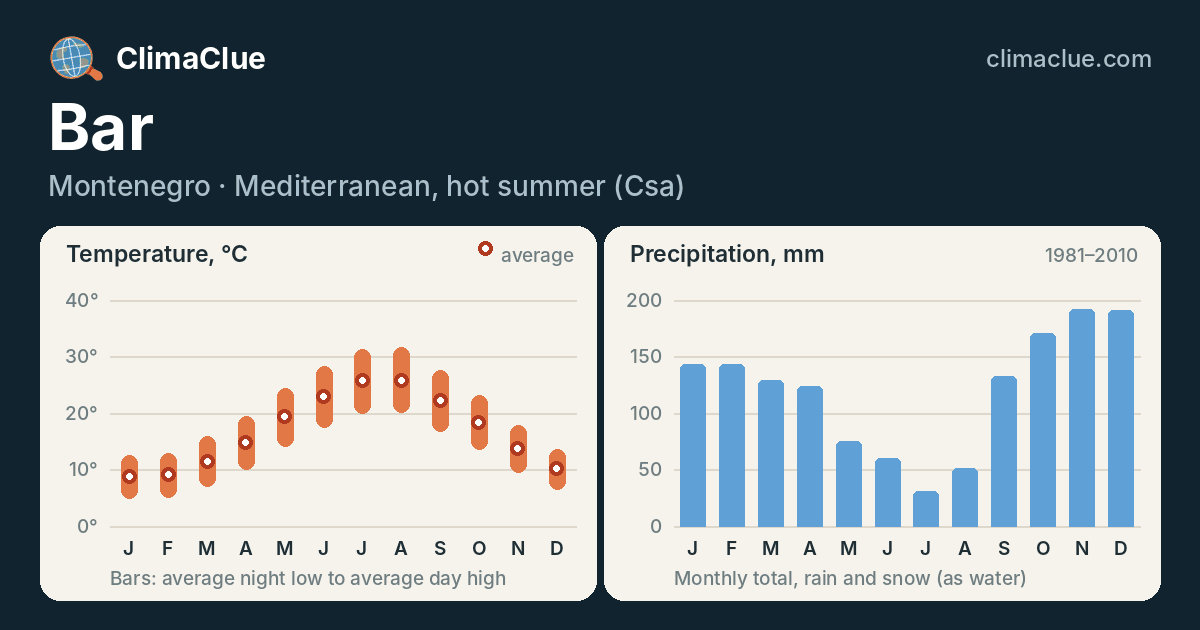 ClimaClue
climaclue.com
Bar
Montenegro · Mediterranean, hot summer (Csa)
Temperature, °C
average
40°
30°
20°
10°
0°
J F M A M J J A S O N D
Bars: average night low to average day high
Precipitation, mm
1981–2010
200
150
100
50
0
J F M A M J J A S O N D
Monthly total, rain and snow (as water)